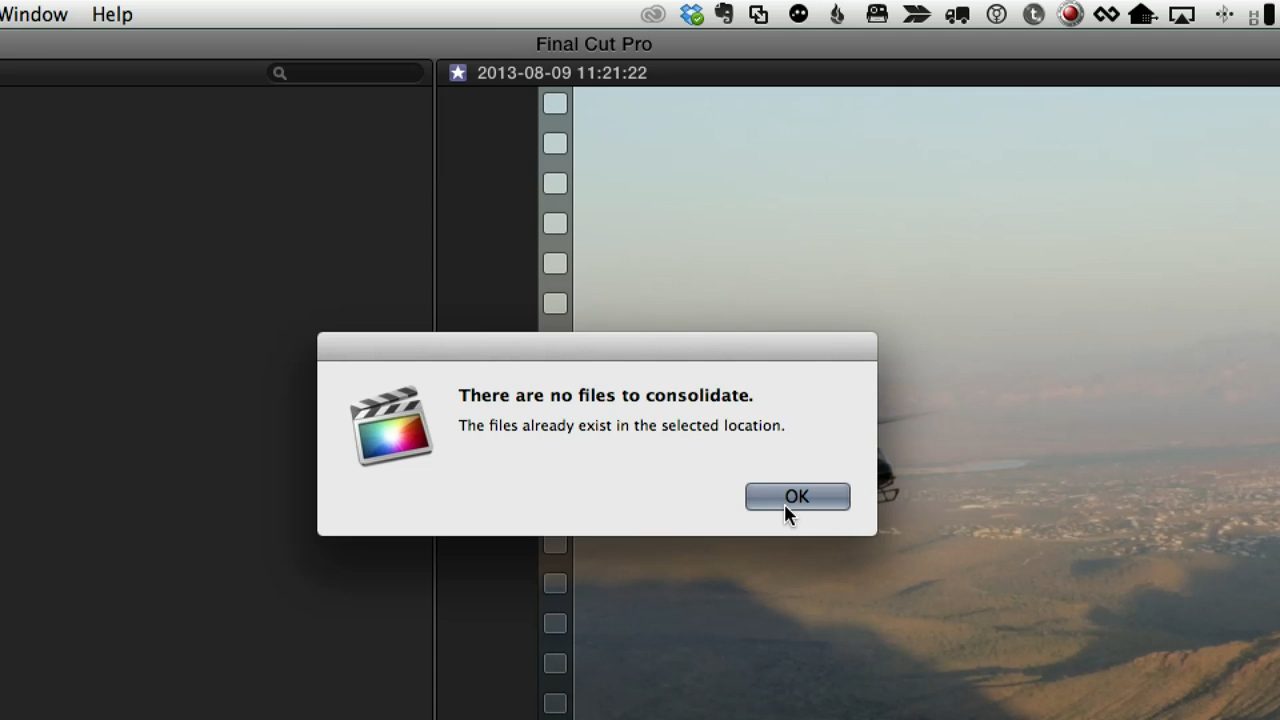 Window Help
Final Cut Pro
2013-08-09 11:21:22
There are no files to consolidate.
The files already exist in the selected location.
OK